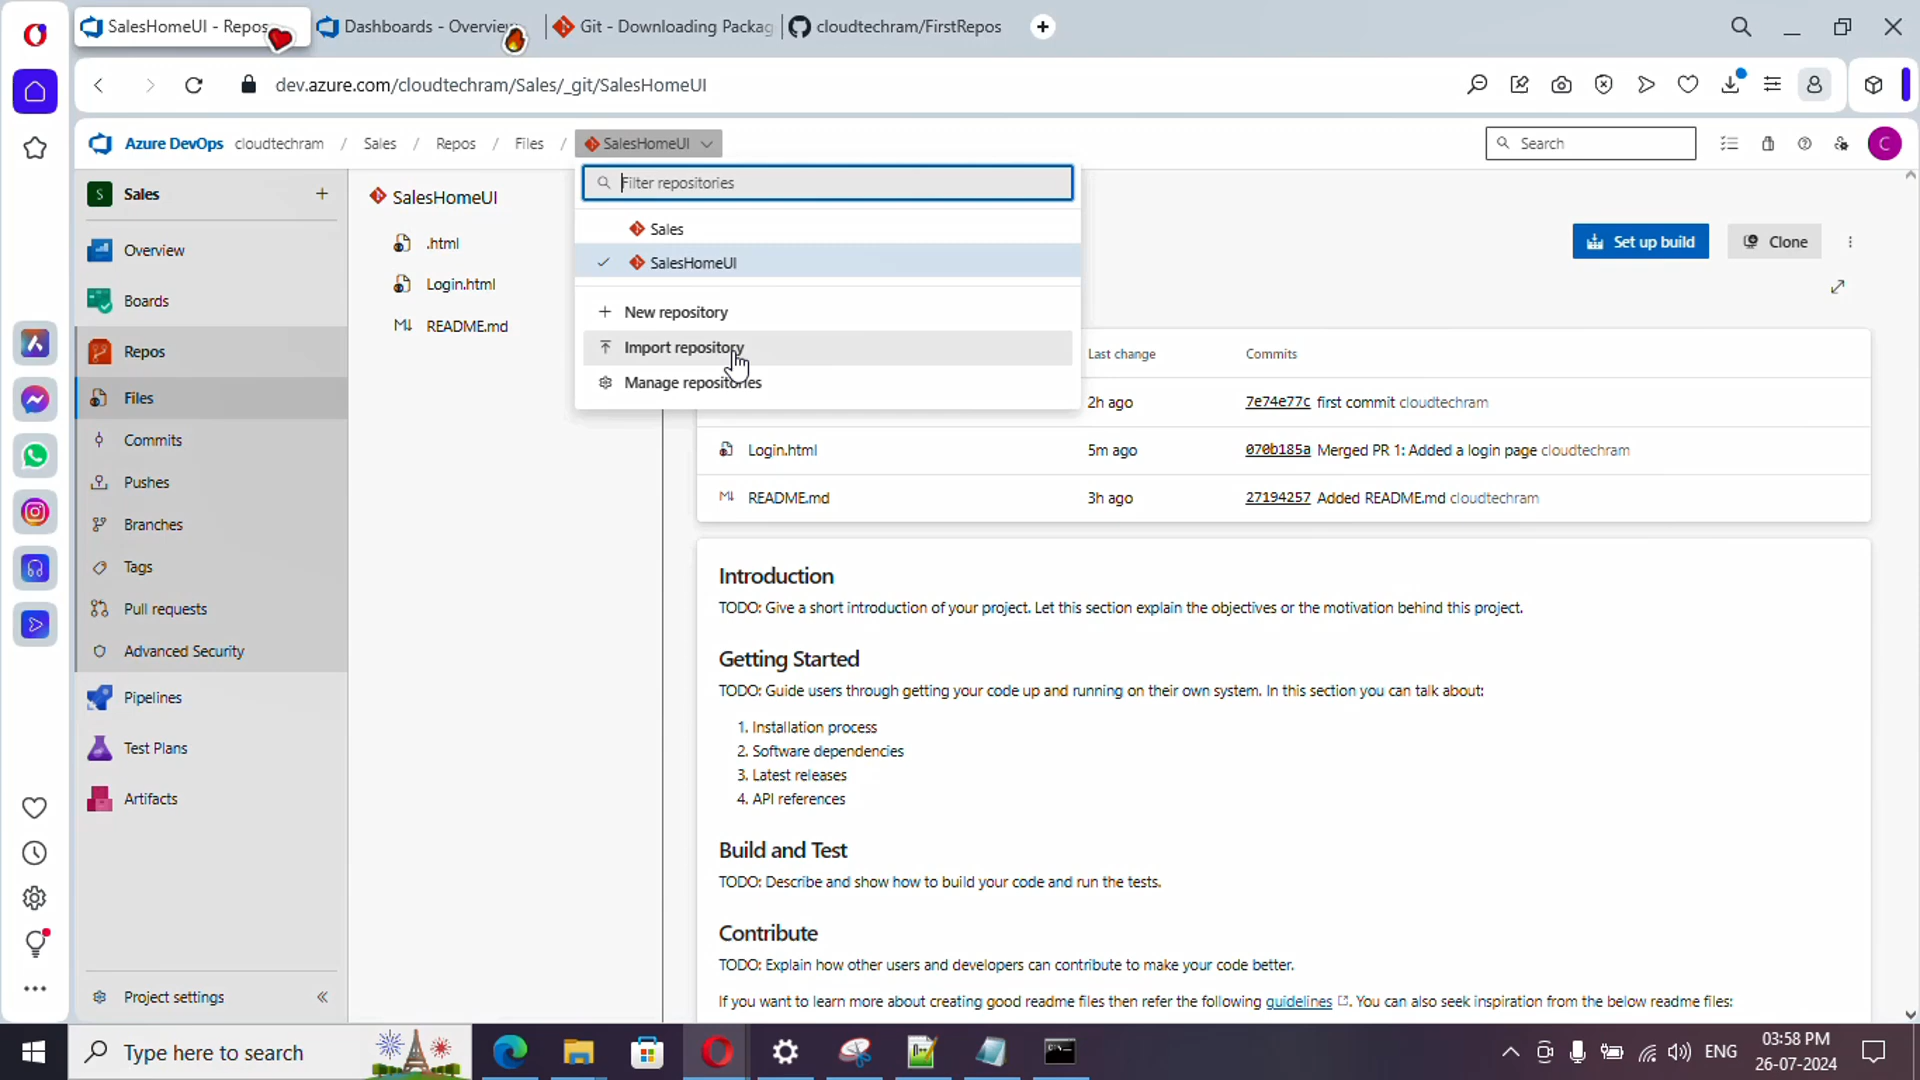 SalesHomeUI - Repos
Dashboards - Overview
Git - Downloading Packag
cloudtechram/FirstRepos
dev.azure.com/cloudtechram/Sales/_git/SalesHomeUI
Azure DevOps cloudtechram / Sales / Repos / Files / SalesHomeUI
Search
C
S Sales
Overview
Boards
Repos
Files
Commits
Pushes
Branches
Tags
Pull requests
Advanced Security
Pipelines
Test Plans
Artifacts
Project settings
SalesHomeUI
.html
Login.html
README.md
Filter repositories
Sales
SalesHomeUI
New repository
Import repository
Manage repositories
Set up build
Clone
Last change Commits
2h ago 7e74e77c first commit cloudtechram
Login.html 5m ago 070b185a Merged PR 1: Added a login page cloudtechram
README.md 3h ago 27194257 Added README.md cloudtechram
Introduction
TODO: Give a short introduction of your project. Let this section explain the objectives or the motivation behind this project.
Getting Started
TODO: Guide users through getting your code up and running on their own system. In this section you can talk about:
1. Installation process
2. Software dependencies
3. Latest releases
4. API references
Build and Test
TODO: Describe and show how to build your code and run the tests.
Contribute
TODO: Explain how other users and developers can contribute to make your code better.
If you want to learn more about creating good readme files then refer the following guidelines. You can also seek inspiration from the below readme files:
Type here to search
ENG
03:58 PM
26-07-2024